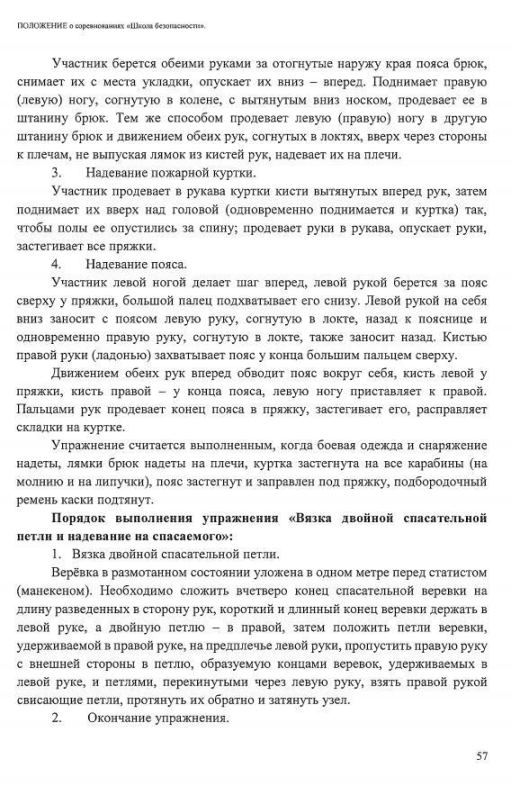 ПОЛОЖЕНИЕ о соревнованиях «Школа безопасности».
Участник берется обеими руками за отогнутые наружу края пояса брюк,
снимает их с места укладки, опускает их вниз – вперед. Поднимает правую
(левую) ногу, согнутую в колене, с вытянутым вниз носком, продевает ее в
штанину брюк. Тем же способом продевает левую (правую) ногу в другую
штанину брюк и движением обеих рук, согнутых в локтях, вверх через стороны
к плечам, не выпуская лямок из кистей рук, надевает их на плечи.
3. Надевание пожарной куртки.
Участник продевает в рукава куртки кисти вытянутых вперед рук, затем
поднимает их вверх над головой (одновременно поднимается и куртка) так,
чтобы полы ее опустились за спину; продевает руки в рукава, опускает руки,
застегивает все пряжки.
4. Надевание пояса.
Участник левой ногой делает шаг вперед, левой рукой берется за пояс
сверху у пряжки, большой палец подхватывает его снизу. Левой рукой на себя
вниз заносит с поясом левую руку, согнутую в локте, назад к пояснице и
одновременно правую руку, согнутую в локте, также заносит назад. Кистью
правой руки (ладонью) захватывает пояс у конца большим пальцем сверху.
Движением обеих рук вперед обводит пояс вокруг себя, кисть левой у
пряжки, кисть правой – у конца пояса, левую ногу приставляет к правой.
Пальцами рук продевает конец пояса в пряжку, застегивает его, расправляет
складки на куртке.
Упражнение считается выполненным, когда боевая одежда и снаряжение
надеты, лямки брюк надеты на плечи, куртка застегнута на все карабины (на
молнию и на липучки), пояс застегнут и заправлен под пряжку, подбородочный
ремень каски подтянут.
Порядок выполнения упражнения «Вязка двойной спасательной
петли и надевание на спасаемого»:
1. Вязка двойной спасательной петли.
Верёвка в размотанном состоянии уложена в одном метре перед статистом
(манекеном). Необходимо сложить вчетверо конец спасательной веревки на
длину разведенных в сторону рук, короткий и длинный конец веревки держать в
левой руке, а двойную петлю – в правой, затем положить петли веревки,
удерживаемой в правой руке, на предплечье левой руки, пропустить правую руку
с внешней стороны в петлю, образуемую концами веревок, удерживаемых в
левой руке, и петлями, перекинутыми через левую руку, взять правой рукой
свисающие петли, протянуть их обратно и затянуть узел.
2. Окончание упражнения.
57